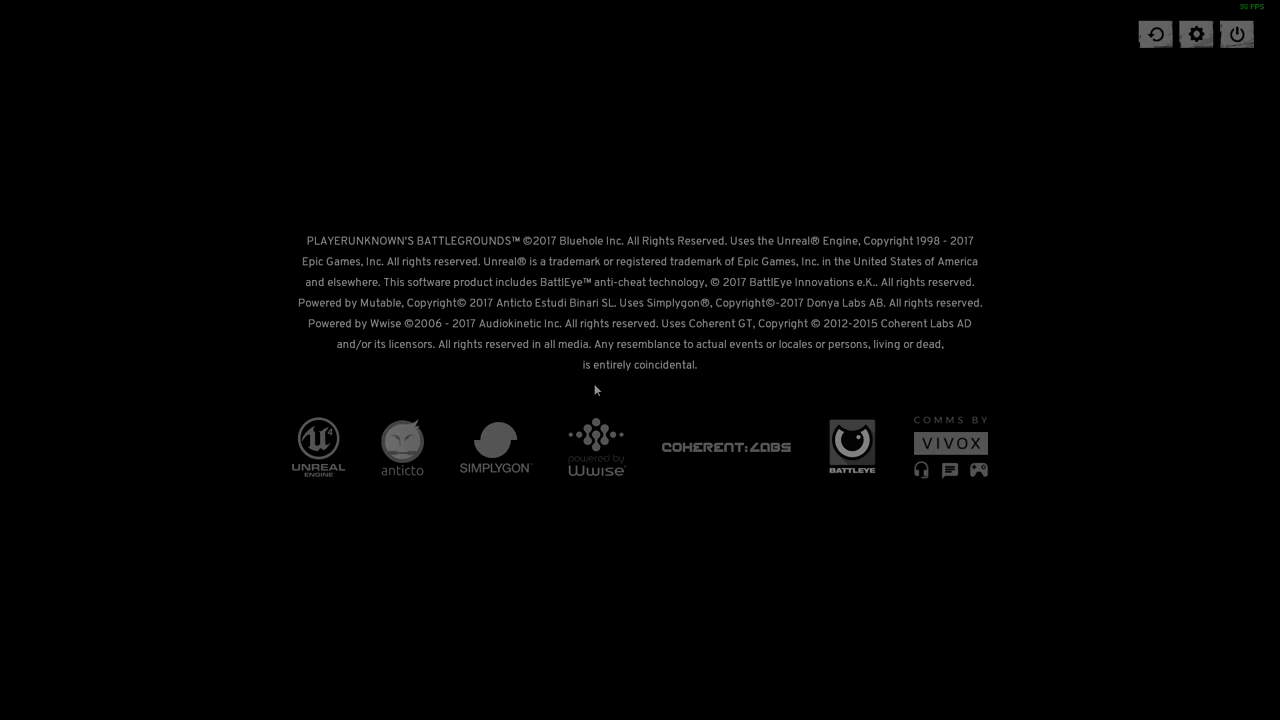 56 FPS
PLAYERUNKNOWN'S BATTLEGROUNDS™ ©2017 Bluehole Inc. All Rights Reserved. Uses the Unreal® Engine, Copyright 1998 - 2017
Epic Games, Inc. All rights reserved. Unreal® is a trademark or registered trademark of Epic Games, Inc. in the United States of America
and elsewhere. This software product includes BattlEye™ anti-cheat technology, © 2017 BattlEye Innovations e.K.. All rights reserved.
Powered by Mutable, Copyright© 2017 Anticto Estudi Binari SL. Uses Simplygon®, Copyright©-2017 Donya Labs AB. All rights reserved.
Powered by Wwise ©2006 - 2017 Audiokinetic Inc. All rights reserved. Uses Coherent GT, Copyright © 2012-2015 Coherent Labs AD
and/or its licensors. All rights reserved in all media. Any resemblance to actual events or locales or persons, living or dead,
is entirely coincidental.
UNREAL
ENGINE
anticto
SIMPLYGON
powered by
Wwise
COHERENT:LABS
BATTLEYE
COMMS BY
VIVOX